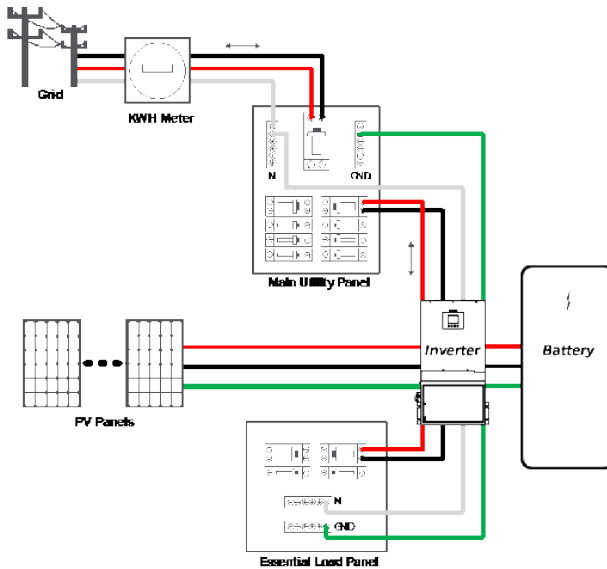 Grid
KWH Meter
N
GND
Main Utility Panel
Inverter
Battery
PV Panels
N
GND
Essential Load Panel